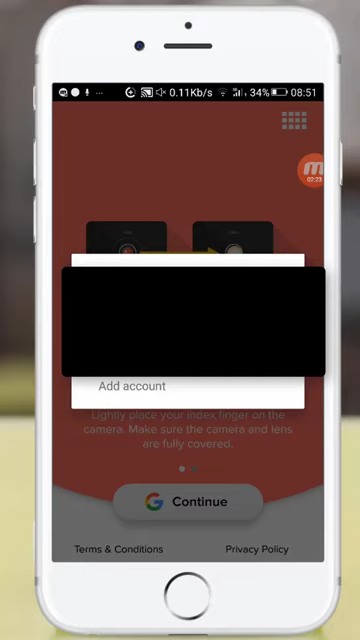 0.11Kb/s 34% 08:51
02:23
Add account
Lightly place your index finger on the
camera. Make sure the camera and lens
are fully covered.
Continue
Terms & Conditions
Privacy Policy